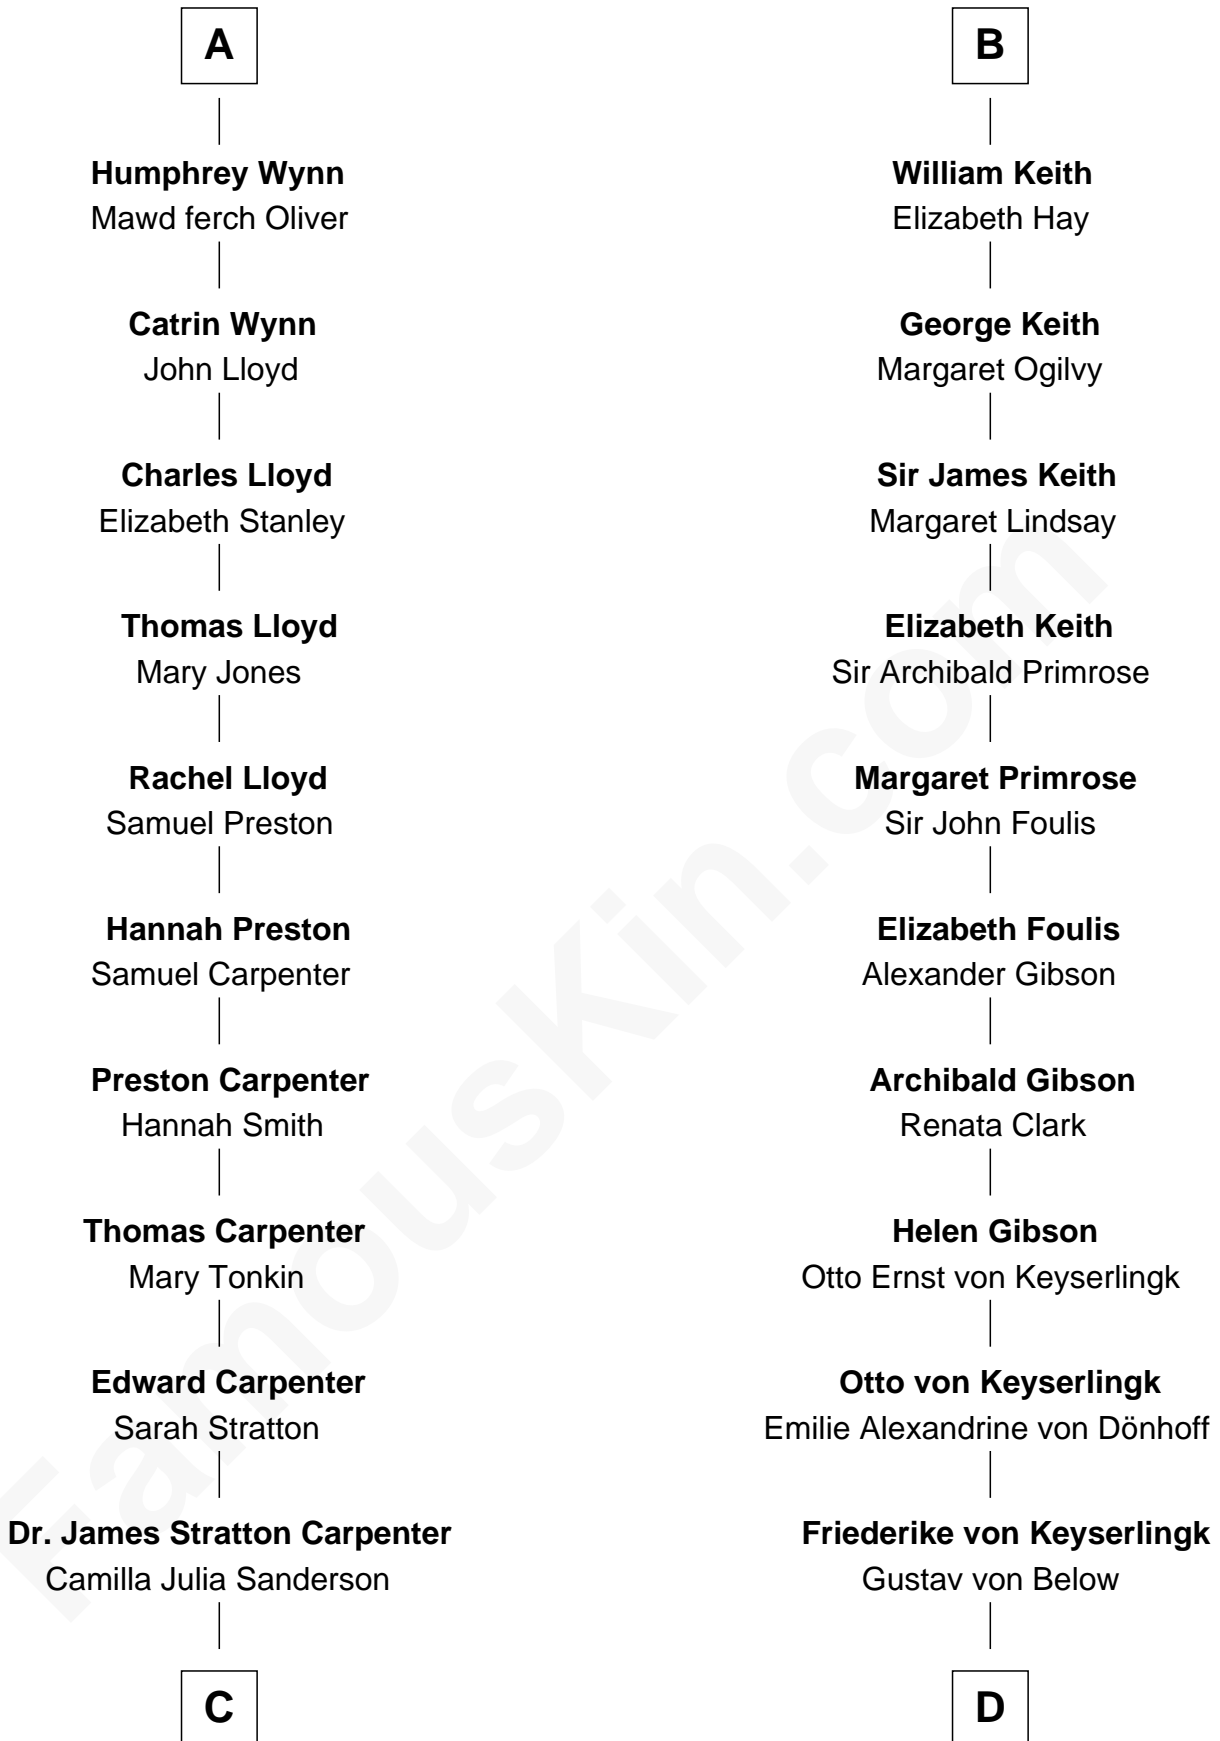 A
Humphrey Wynn
Mawd ferch Oliver
Catrin Wynn
John Lloyd
Charles Lloyd
Elizabeth Stanley
Thomas Lloyd
Mary Jones
Rachel Lloyd
Samuel Preston
Hannah Preston
Samuel Carpenter
Preston Carpenter
Hannah Smith
Thomas Carpenter
Mary Tonkin
Edward Carpenter
Sarah Stratton
Dr. James Stratton Carpenter
Camilla Julia Sanderson
C
B
William Keith
Elizabeth Hay
George Keith
Margaret Ogilvy
Sir James Keith
Margaret Lindsay
Elizabeth Keith
Sir Archibald Primrose
Margaret Primrose
Sir John Foulis
Elizabeth Foulis
Alexander Gibson
Archibald Gibson
Renata Clark
Helen Gibson
Otto Ernst von Keyserlingk
Otto von Keyserlingk
Emilie Alexandrine von Dönhoff
Friederike von Keyserlingk
Gustav von Below
D
FamousKin.com